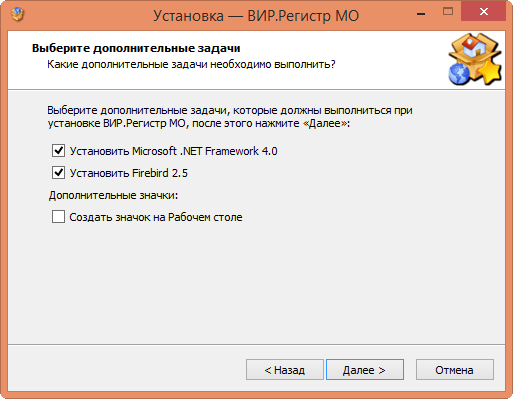 Установка — ВИР.Регистр МО
Выберите дополнительные задачи
Какие дополнительные задачи необходимо выполнить?
Выберите дополнительные задачи, которые должны выполниться при
установке ВИР.Регистр МО, после этого нажмите «Далее»:
Установить Microsoft .NET Framework 4.0
Установить Firebird 2.5
Дополнительные значки:
Создать значок на Рабочем столе
< Назад
Далее >
Отмена